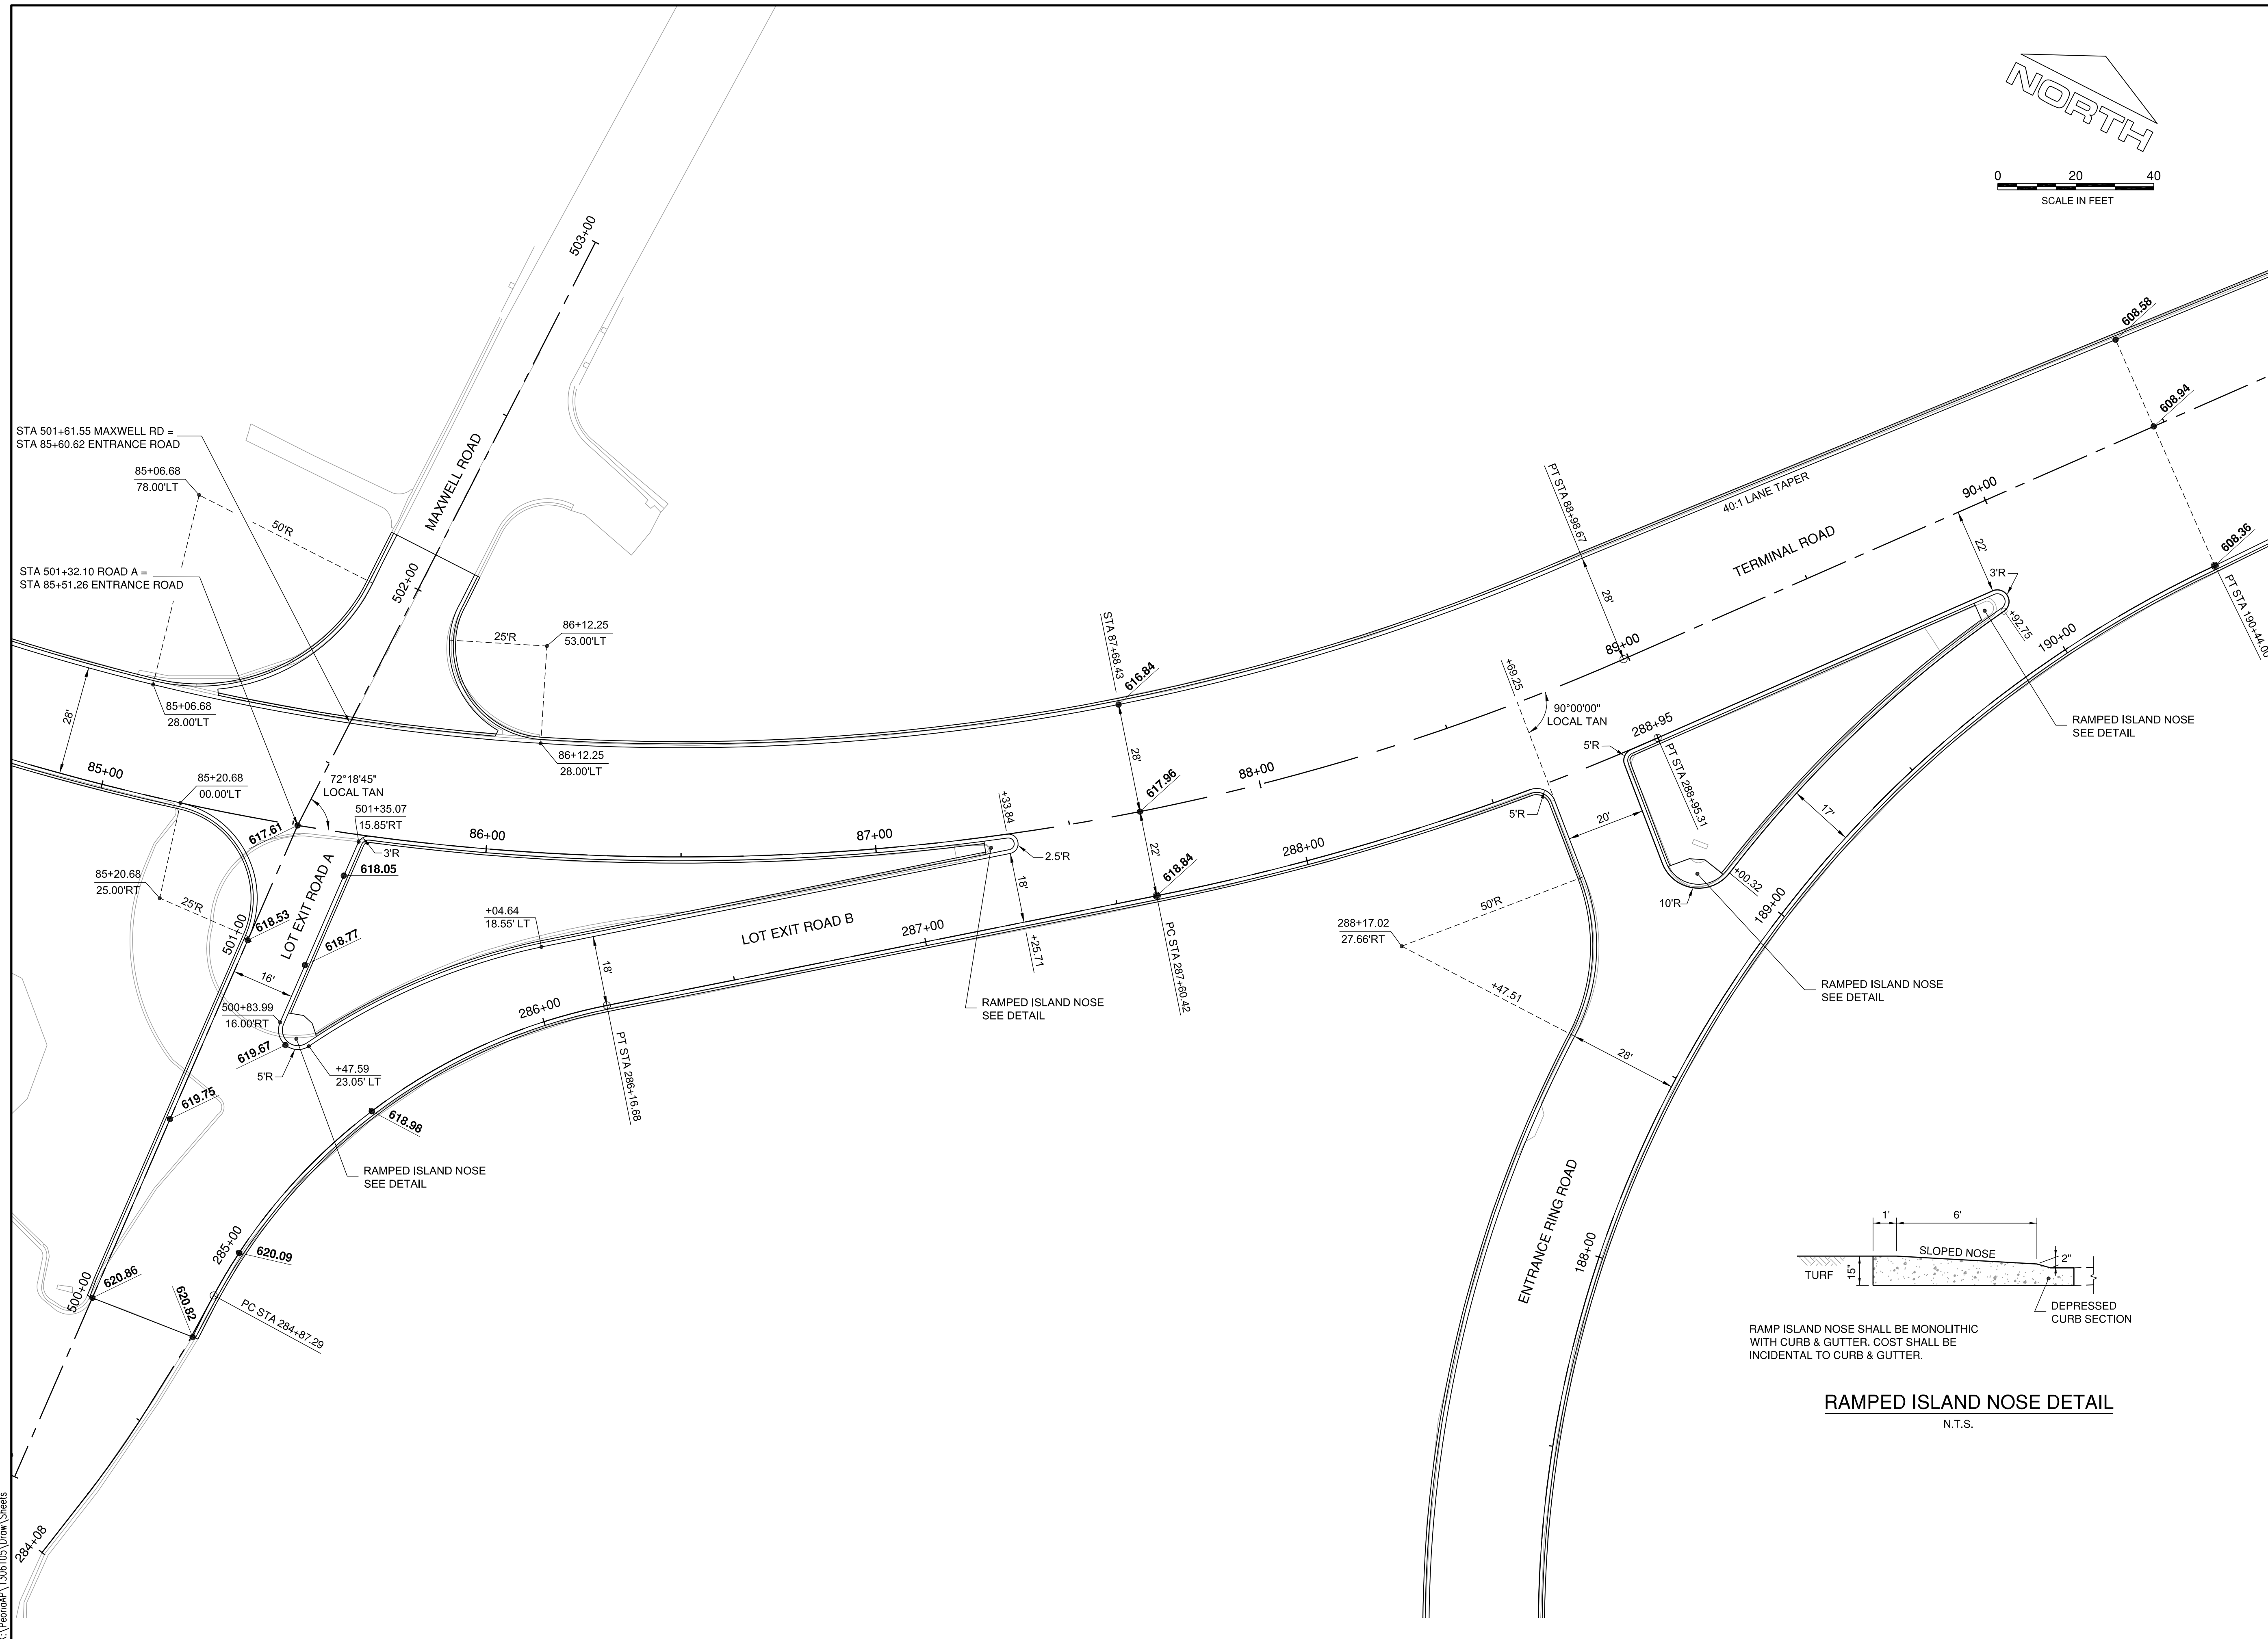 NORTH
0 20 40
SCALE IN FEET
503+00
MAXWELL ROAD
502+00
STA 501+61.55 MAXWELL RD =
STA 85+60.62 ENTRANCE ROAD
85+06.68
78.00'LT
50'R
STA 501+32.10 ROAD A =
STA 85+51.26 ENTRANCE ROAD
86+12.25
53.00'LT
25'R
85+06.68
28.00'LT
28'
86+12.25
28.00'LT
85+00
85+20.68
00.00'LT
72°18'45"
LOCAL TAN
501+35.07
15.85'RT
617.61
3'R
618.05
86+00
87+00
+33.84
2.5'R
85+20.68
25.00'RT
25'R
501+00
618.53
LOT EXIT ROAD A
618.77
16'
500+83.99
16.00'RT
619.67
5'R
+47.59
23.05' LT
+04.64
18.55' LT
18'
LOT EXIT ROAD B
287+00
18'
+25.71
RAMPED ISLAND NOSE
SEE DETAIL
286+00
PT STA 286+16.68
619.75
618.98
RAMPED ISLAND NOSE
SEE DETAIL
285+00
620.09
500+00
620.86
620.82
PC STA 284+87.29
284+08
STA 87+68.43
616.84
28'
617.96
22'
618.84
PC STA 287+60.42
88+00
288+00
+69.25
90°00'00"
LOCAL TAN
5'R
PT STA 88+98.67
28'
89+00
40:1 LANE TAPER
TERMINAL ROAD
90+00
22'
3'R
+92.75
608.58
608.94
608.36
PT STA 190+44.00
190+00
RAMPED ISLAND NOSE
SEE DETAIL
288+95
5'R
PT STA 288+95.31
20'
17'
+00.32
10'R
189+00
RAMPED ISLAND NOSE
SEE DETAIL
288+17.02
27.66'RT
50'R
+47.51
28'
ENTRANCE RING ROAD
188+00
1' 6'
SLOPED NOSE
2"
TURF
15"
DEPRESSED
CURB SECTION
RAMP ISLAND NOSE SHALL BE MONOLITHIC
WITH CURB & GUTTER. COST SHALL BE
INCIDENTAL TO CURB & GUTTER.
RAMPED ISLAND NOSE DETAIL
N.T.S.